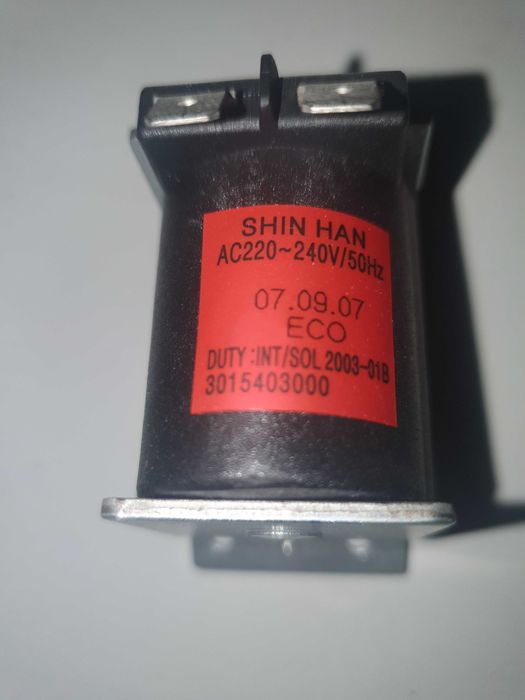 SHIN HAN
AC220~240V/50Hz
07.09.07
ECO
DUTY :INT/SOL 2003-01B
3015403000